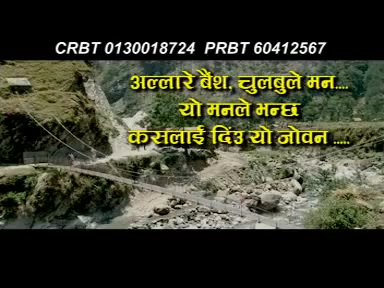 CRBT 0130018724 PRBT 60412567
अल्लारे बैंश, चुलबुले मन....
यो मनले भन्छ
कसलाई दिंउ यो जोवन .....